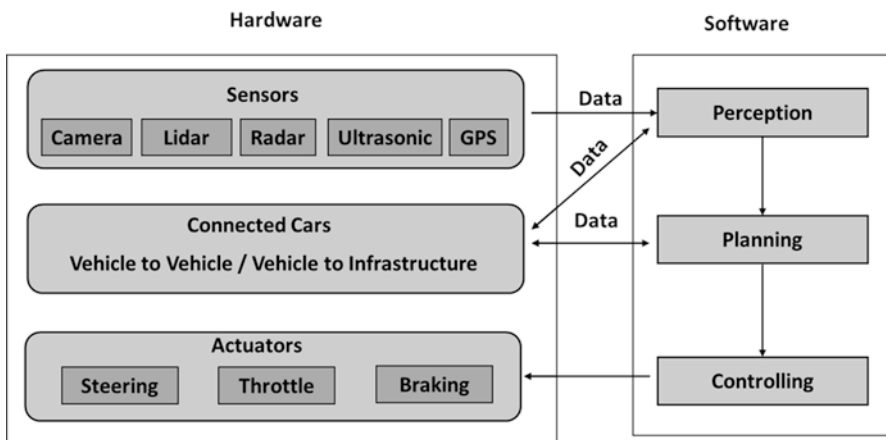 Hardware
Software
Sensors
Camera Lidar Radar Ultrasonic GPS
Data
Perception
Data
Connected Cars
Vehicle to Vehicle / Vehicle to Infrastructure
Data
Planning
Actuators
Steering Throttle Braking
Controlling